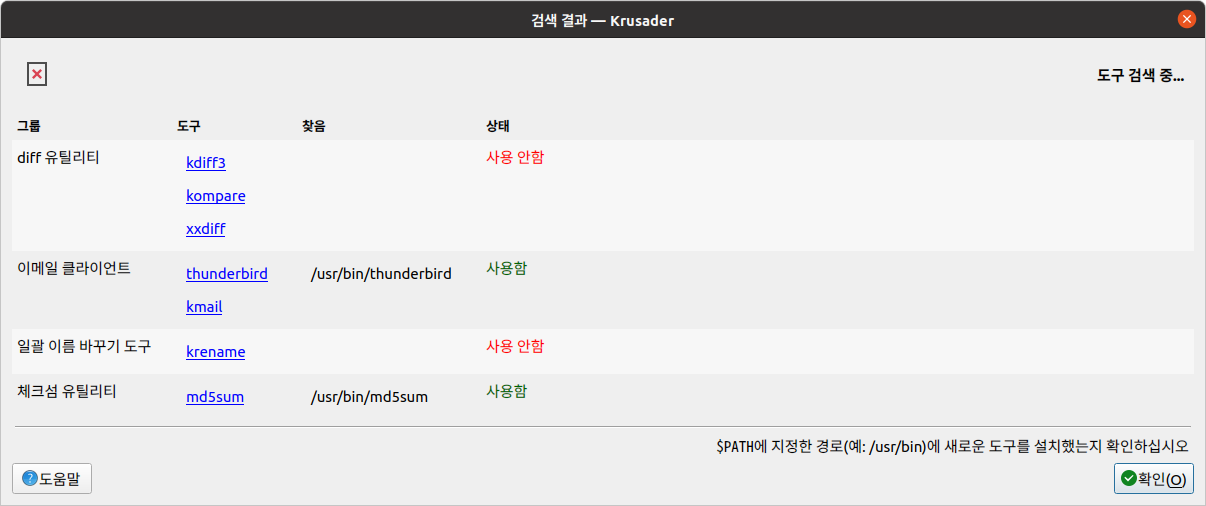 검색 결과 — Krusader
도구 검색 중...
그룹 도구 찾음 상태
diff 유틸리티 kdiff3 사용 안함
kompare
xxdiff
이메일 클라이언트 thunderbird /usr/bin/thunderbird 사용함
kmail
일괄 이름 바꾸기 도구 krename 사용 안함
체크섬 유틸리티 md5sum /usr/bin/md5sum 사용함
$PATH에 지정한 경로(예: /usr/bin)에 새로운 도구를 설치했는지 확인하십시오
도움말 확인(O)